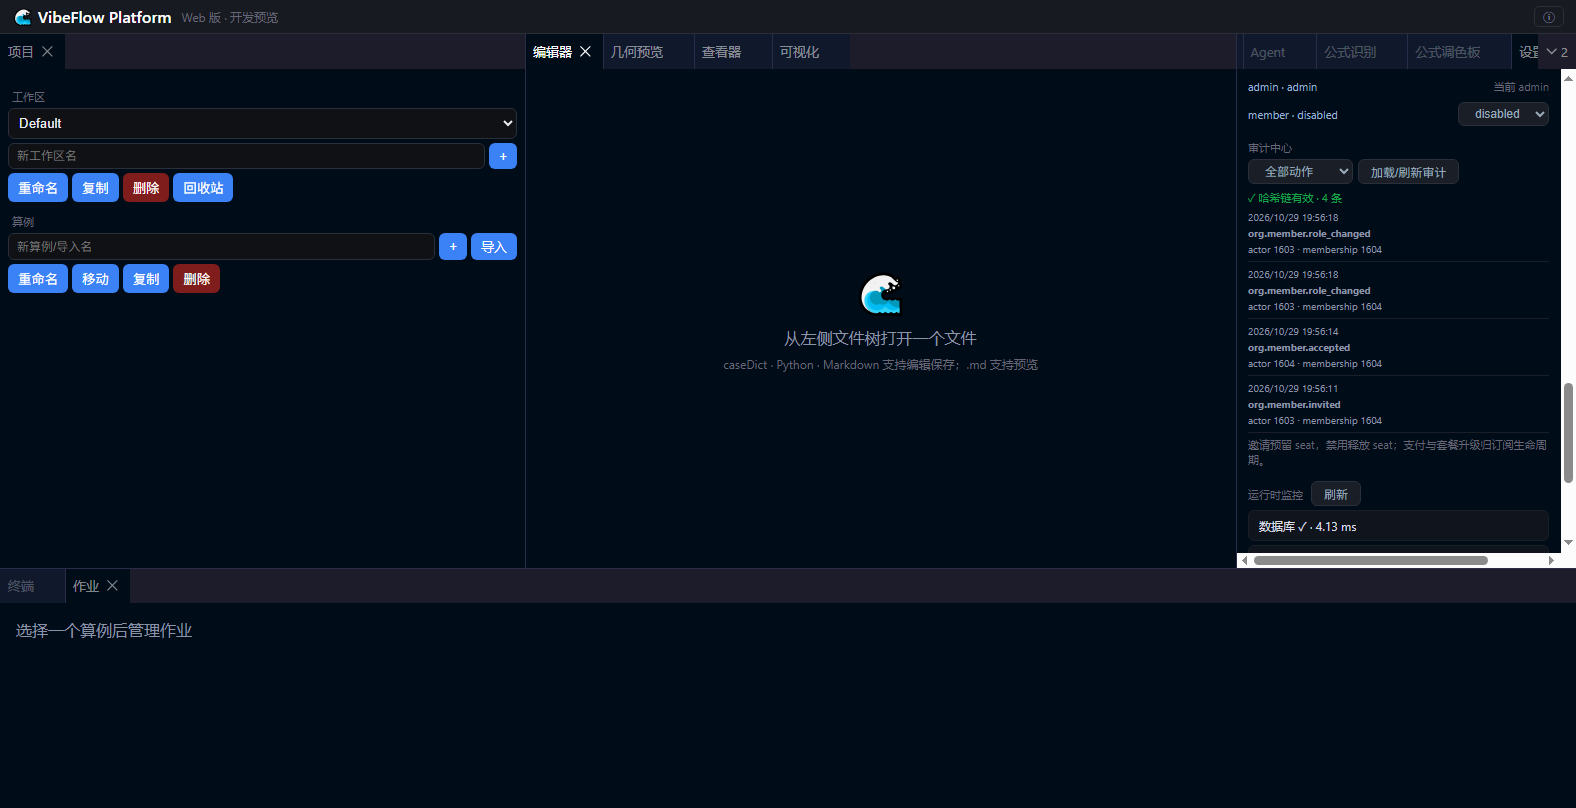 VibeFlow Platform Web 版 · 开发预览
项目
工作区
Default
新工作区名
+
重命名 复制 删除 回收站
算例
新算例/导入名
+ 导入
重命名 移动 复制 删除
编辑器 几何预览 查看器 可视化
从左侧文件树打开一个文件
caseDict · Python · Markdown 支持编辑保存；.md 支持预览
Agent 公式识别 公式调色板 设置 2
admin · admin 当前 admin
member · disabled disabled
审计中心
全部动作 加载/刷新审计
✓ 哈希链有效 · 4 条
2026/10/29 19:56:18
org.member.role_changed
actor 1603 · membership 1604
2026/10/29 19:56:18
org.member.role_changed
actor 1603 · membership 1604
2026/10/29 19:56:14
org.member.accepted
actor 1604 · membership 1604
2026/10/29 19:56:11
org.member.invited
actor 1603 · membership 1604
邀请预留 seat，禁用释放 seat；支付与套餐升级归订阅生命周
期。
运行时监控 刷新
数据库 ✓ · 4.13 ms
终端 作业
选择一个算例后管理作业